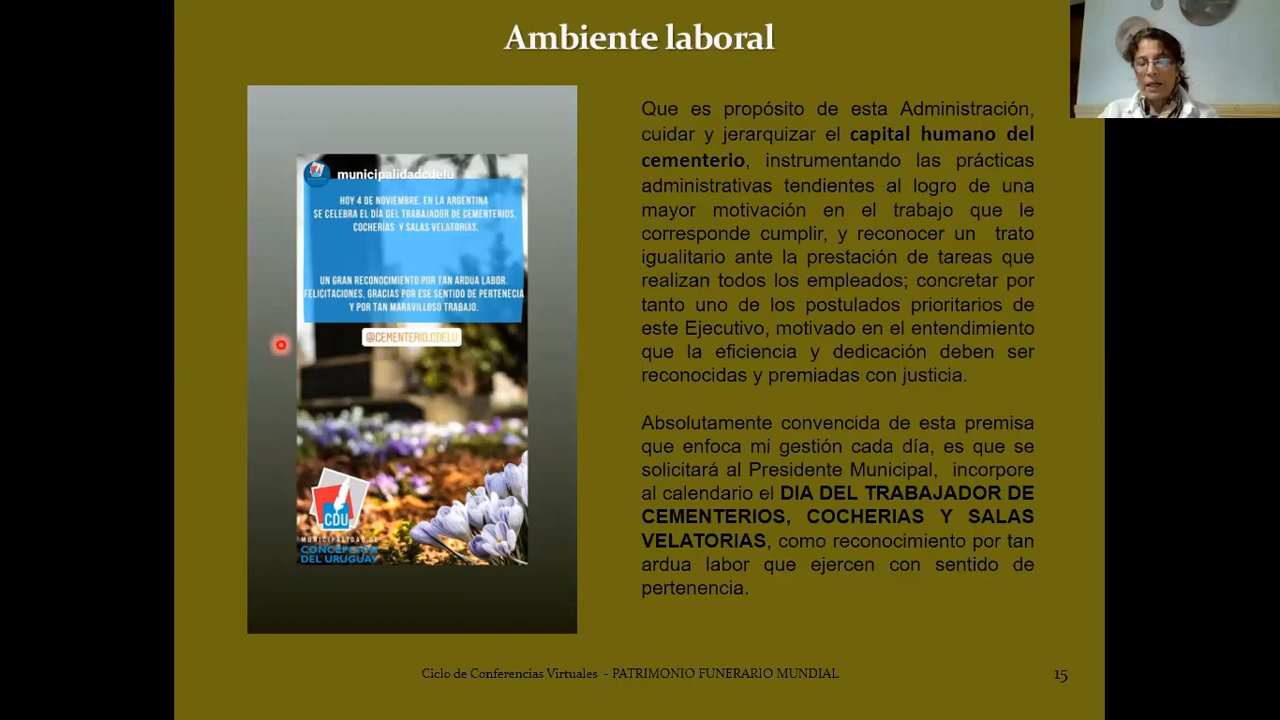 Ambiente laboral
municipalidadcdelu
HOY 4 DE NOVIEMBRE, EN LA ARGENTINA
SE CELEBRA EL DÍA DEL TRABAJADOR DE CEMENTERIOS,
COCHERÍAS Y SALAS VELATORIAS.
UN GRAN RECONOCIMIENTO POR TAN ARDUA LABOR.
FELICITACIONES, GRACIAS POR ESE SENTIDO DE PERTENECIA
Y POR TAN MARAVILLOSO TRABAJO.
@CEMENTERIO.CDELU
CDU
MUNICIPALIDAD DE
CONCEPCIÓN
DEL URUGUAY
Que es propósito de esta Administración,
cuidar y jerarquizar el capital humano del
cementerio, instrumentando las prácticas
administrativas tendientes al logro de una
mayor motivación en el trabajo que le
corresponde cumplir, y reconocer un trato
igualitario ante la prestación de tareas que
realizan todos los empleados; concretar por
tanto uno de los postulados prioritarios de
este Ejecutivo, motivado en el entendimiento
que la eficiencia y dedicación deben ser
reconocidas y premiadas con justicia.
Absolutamente convencida de esta premisa
que enfoca mi gestión cada día, es que se
solicitará al Presidente Municipal, incorpore
al calendario el DIA DEL TRABAJADOR DE
CEMENTERIOS, COCHERIAS Y SALAS
VELATORIAS, como reconocimiento por tan
ardua labor que ejercen con sentido de
pertenencia.
Ciclo de Conferencias Virtuales - PATRIMONIO FUNERARIO MUNDIAL
15